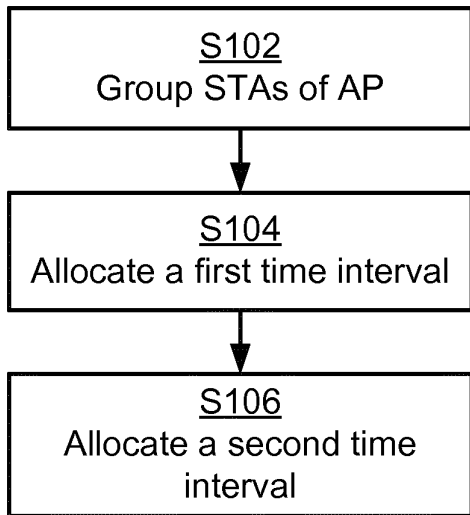 S102
Group STAs of AP
S104
Allocate a first time interval
S106
Allocate a second time
interval